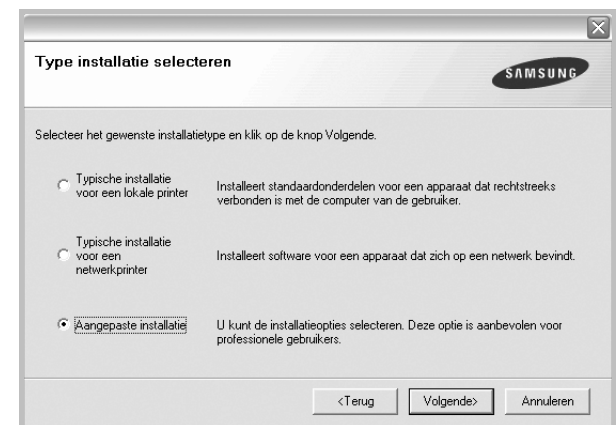 Type installatie selecteren
SAMSUNG
Selecteer het gewenste installatietype en klik op de knop Volgende.
Typische installatie
voor een lokale printer
Installeert standaardonderdelen voor een apparaat dat rechtstreeks
verbonden is met de computer van de gebruiker.
Typische installatie
voor een
netwerkprinter
Installeert software voor een apparaat dat zich op een netwerk bevindt.
Aangepaste installatie
U kunt de installatieopties selecteren. Deze optie is aanbevolen voor
professionele gebruikers.
<Terug
Volgende>
Annuleren